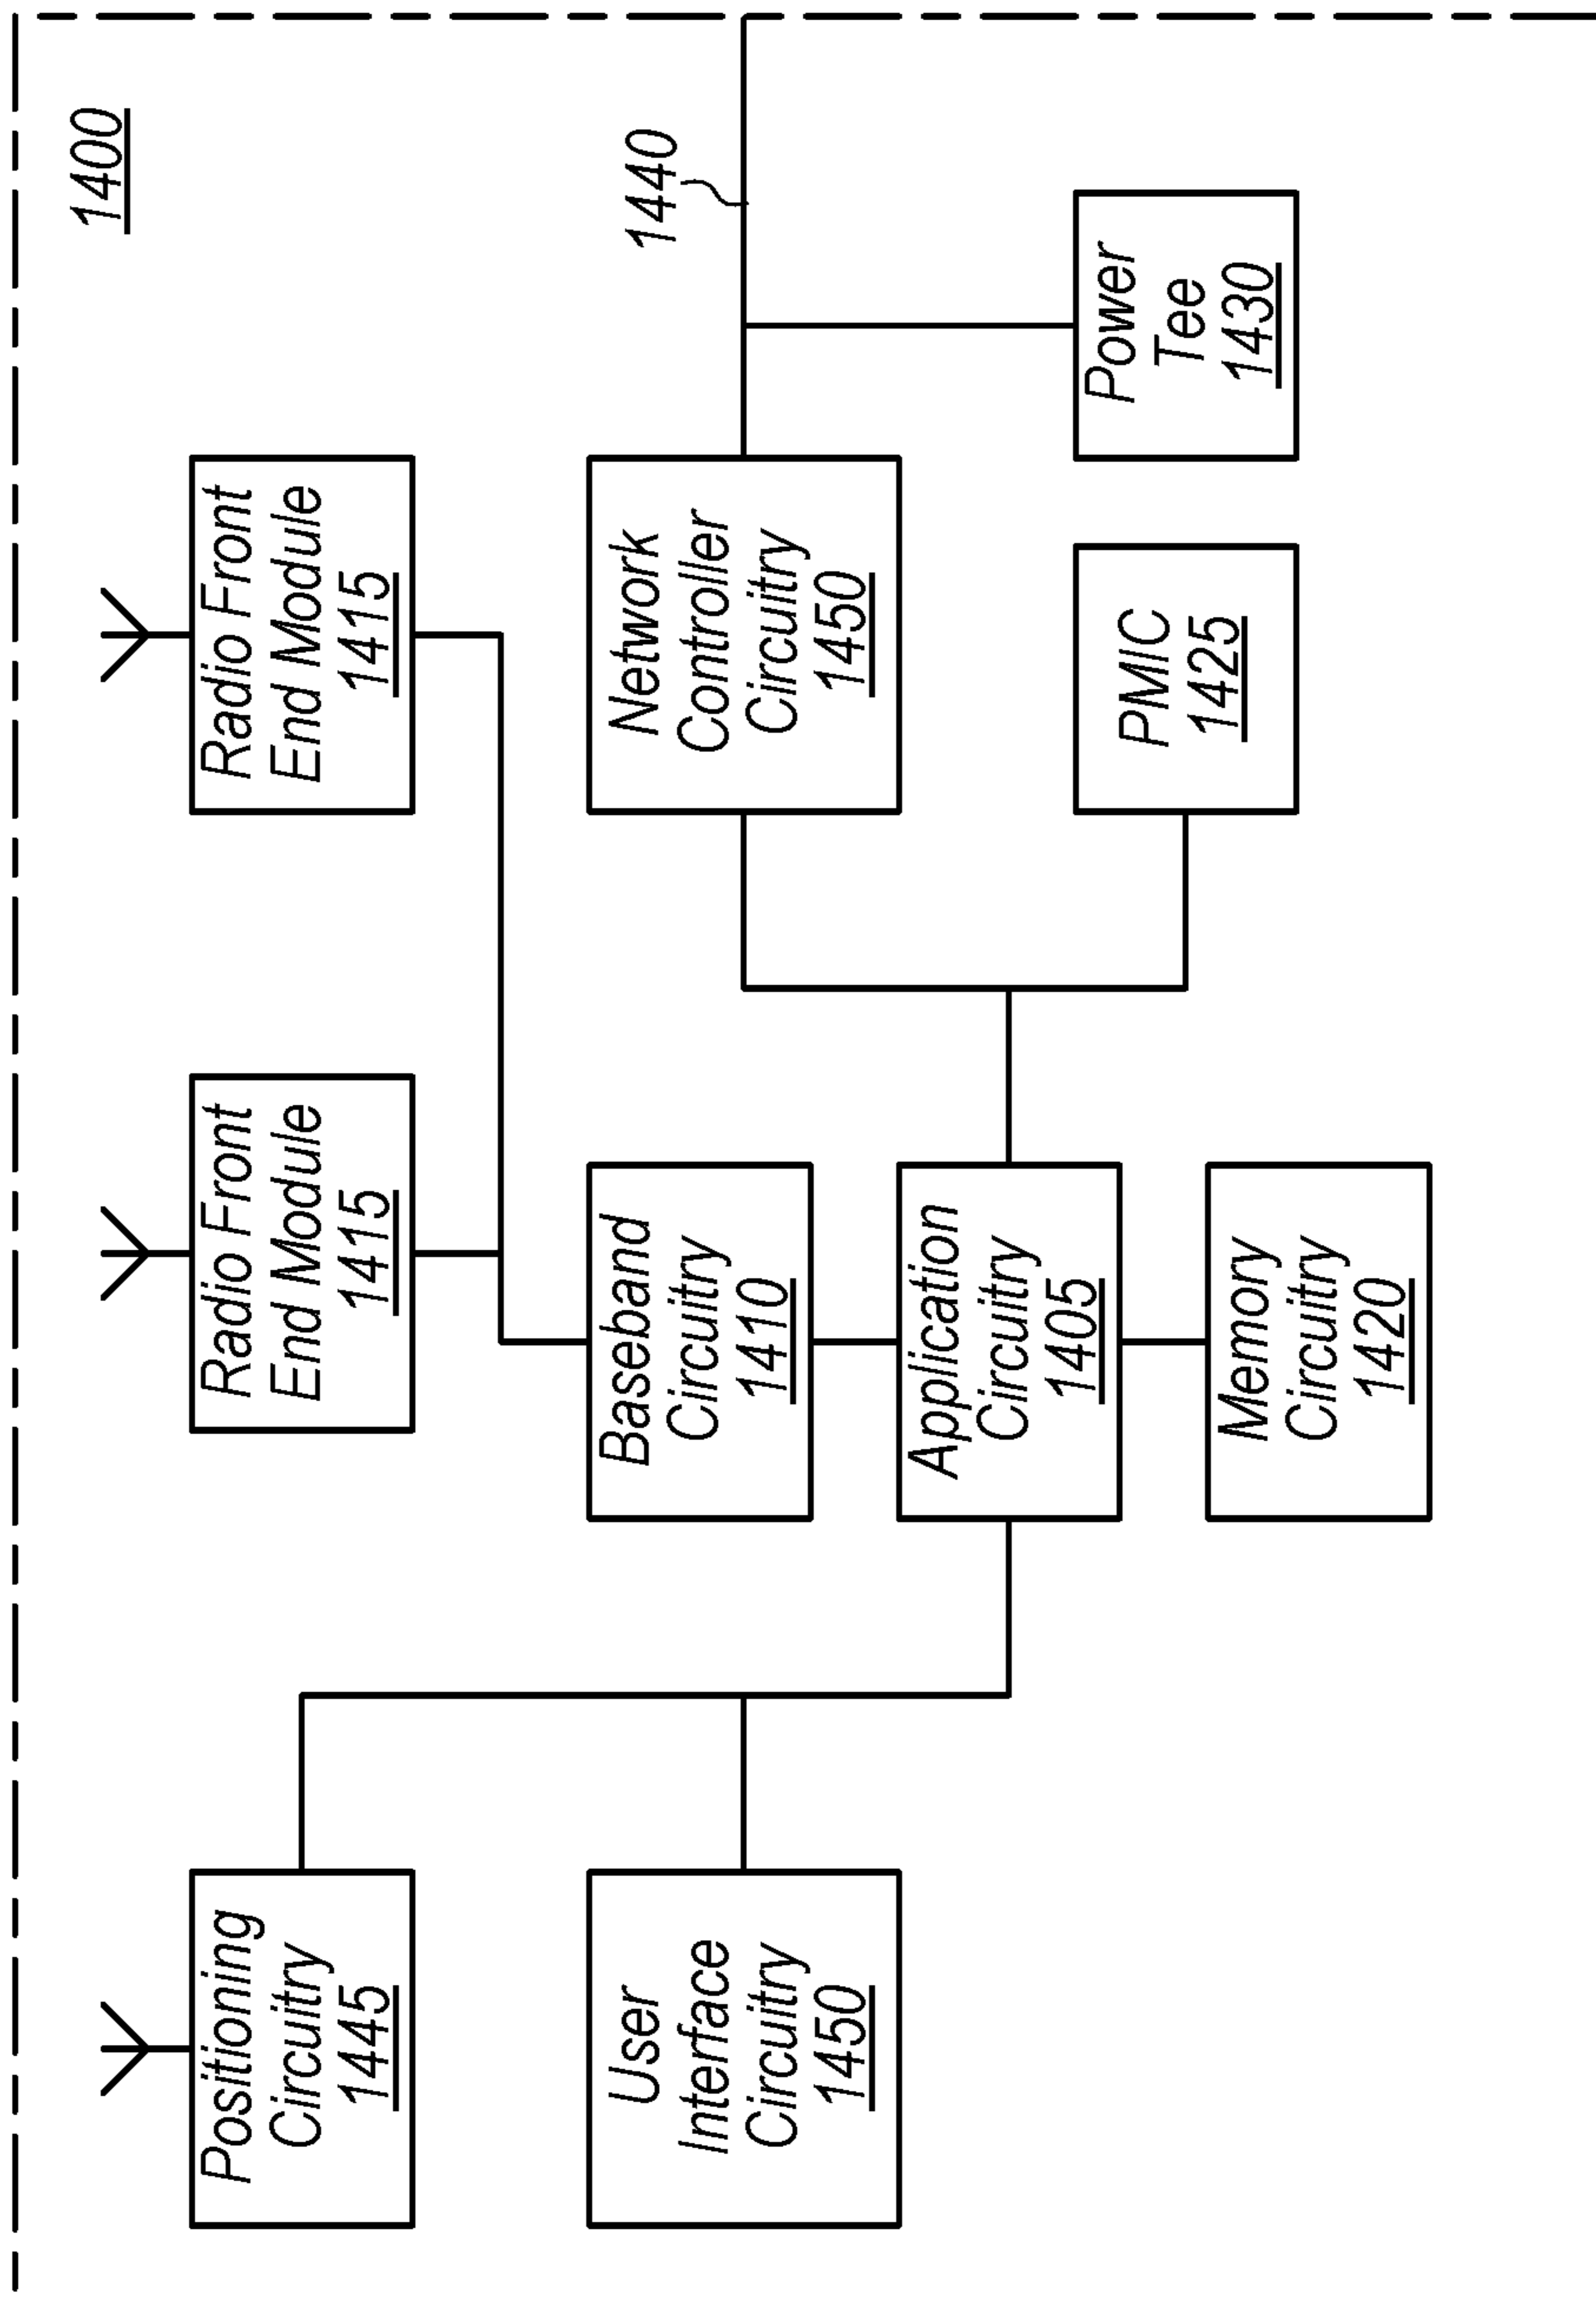 1400
Positioning
Circuitry
1445
Radio Front
End Module
1415
Radio Front
End Module
1415
1440
User
Interface
Circuitry
1450
Baseband
Circuitry
1410
Network
Controller
Circuitry
1450
Application
Circuitry
1405
PMIC
1425
Power
Tee
1430
Memory
Circuitry
1420